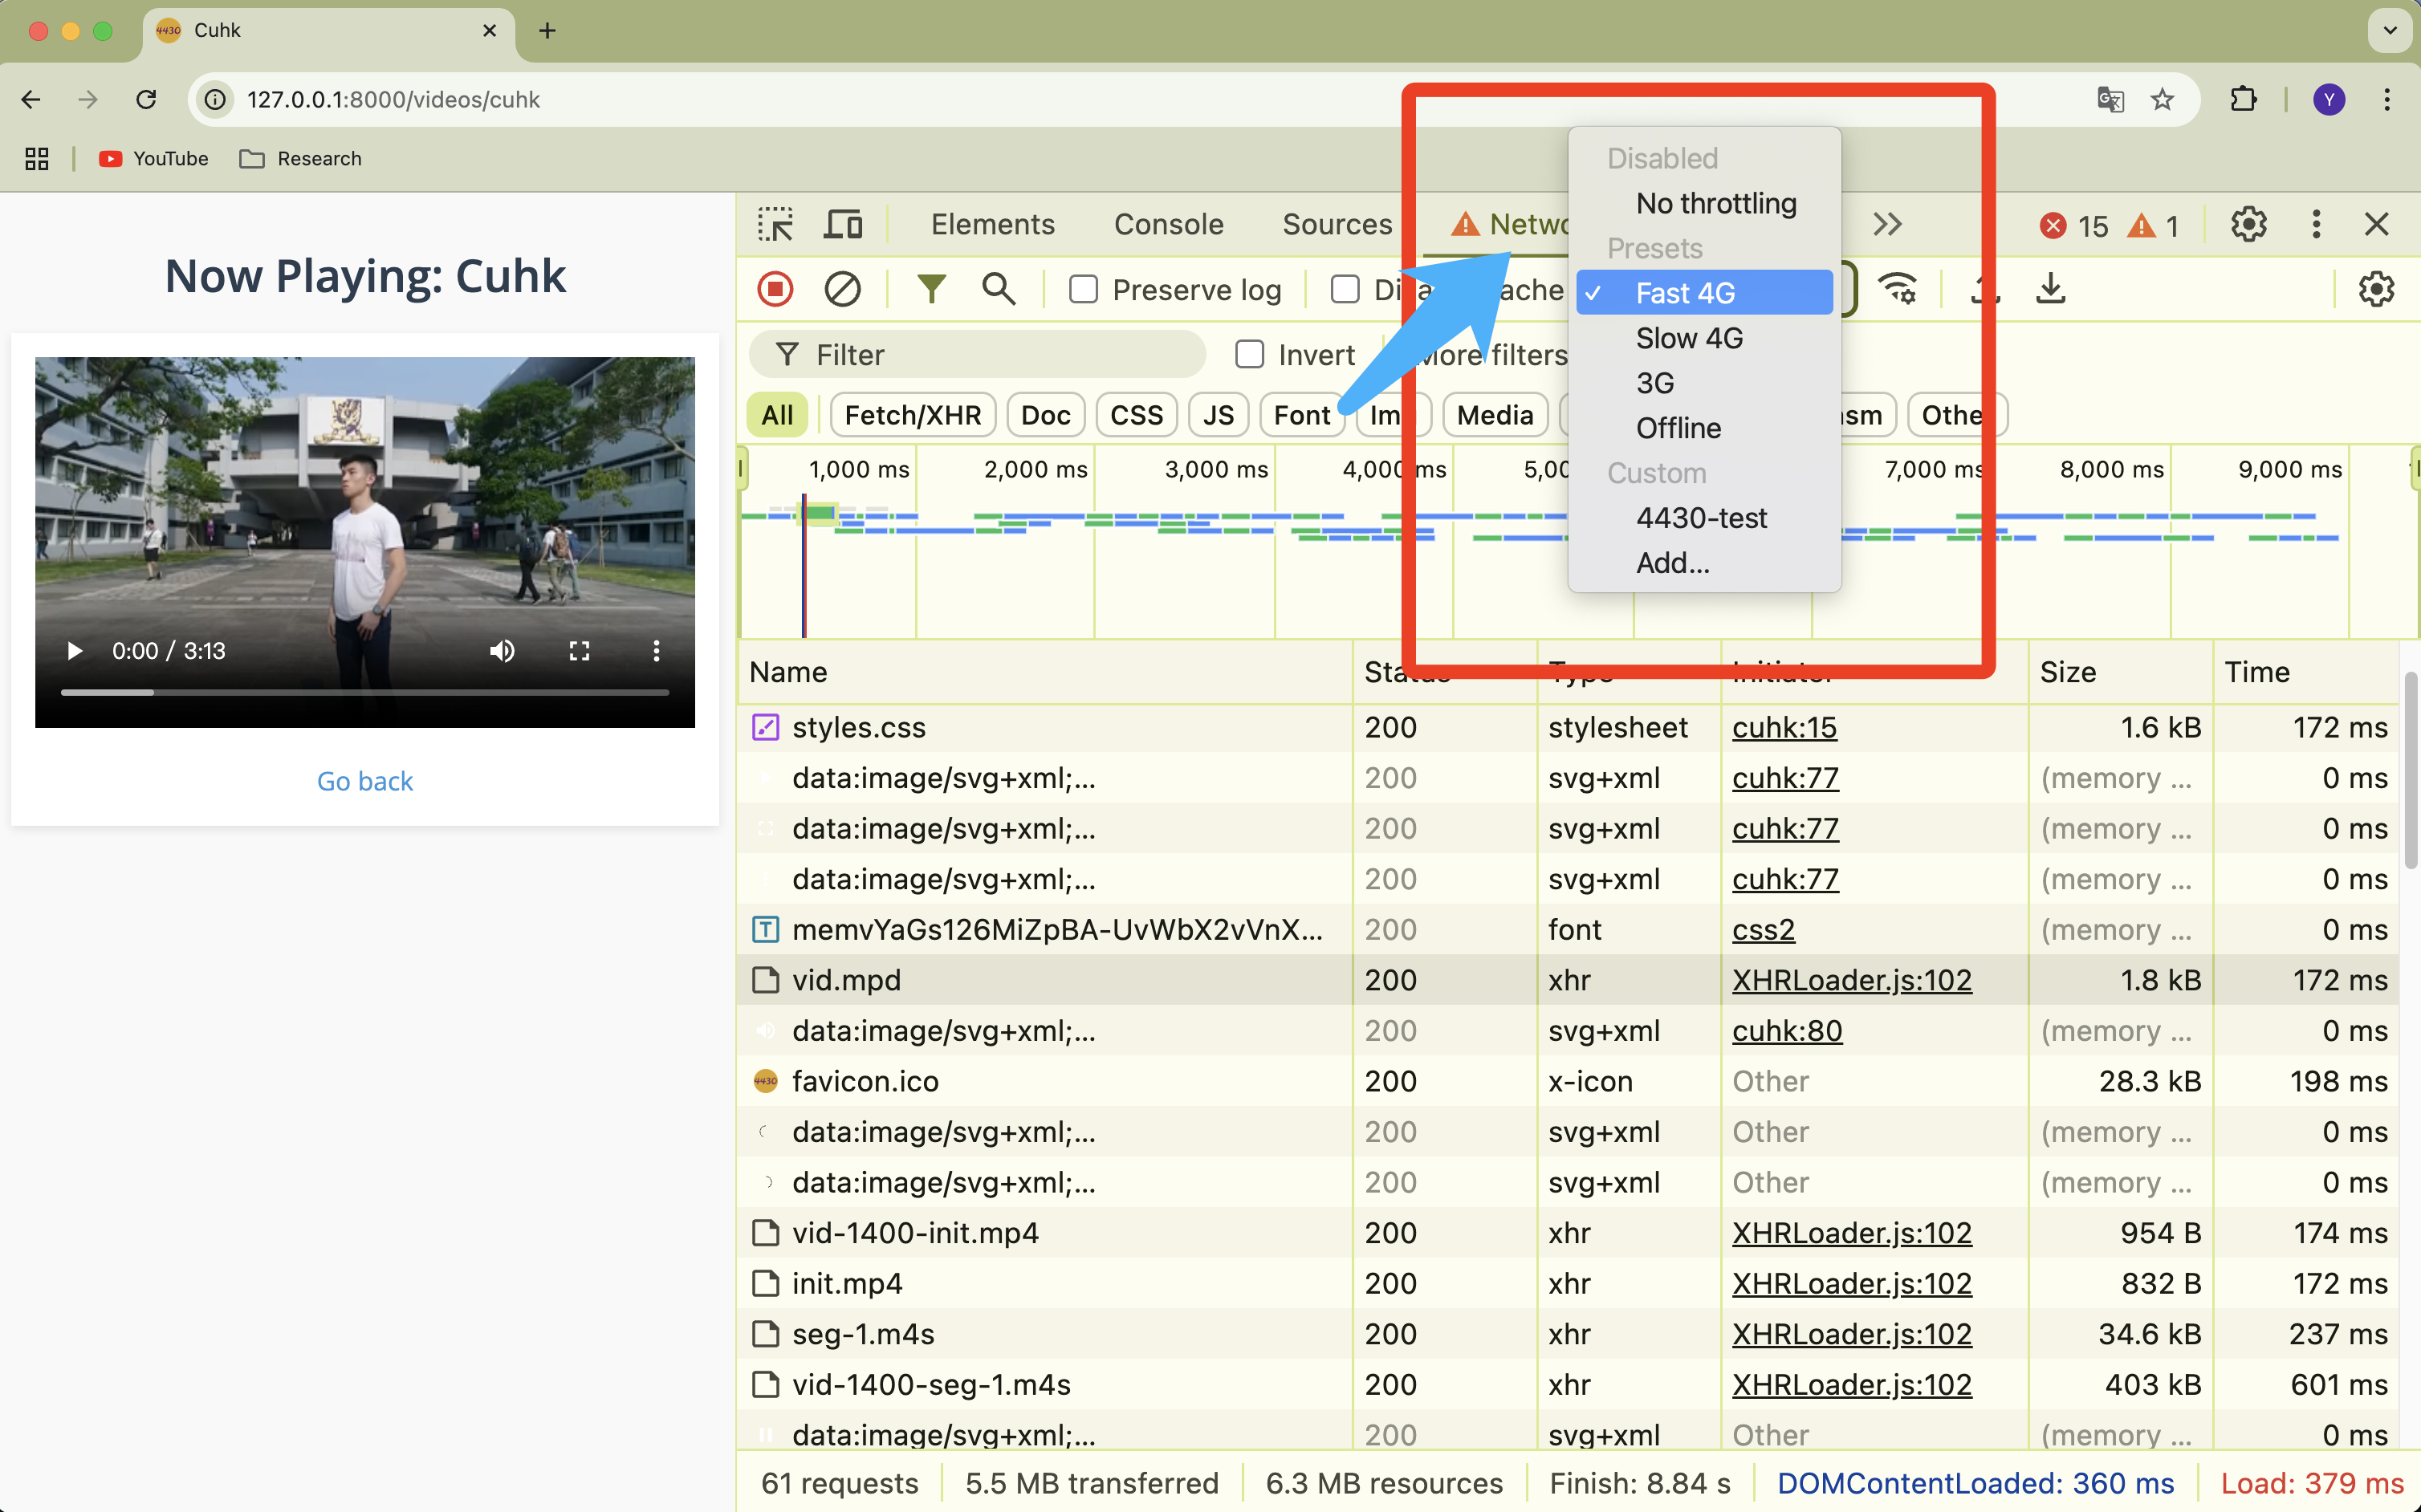 4430 Cuhk
127.0.0.1:8000/videos/cuhk
Y
YouTube Research
Now Playing: Cuhk
0:00 / 3:13
Go back
Elements Console Sources
15 1
Preserve log
Filter Invert More filters
All Fetch/XHR Doc CSS JS Font Media
Disabled
No throttling
Presets
✓ Fast 4G
Slow 4G
3G
Offline
Custom
4430-test
Add...
1,000 ms 2,000 ms 3,000 ms 4,000 ms 7,000 ms 8,000 ms 9,000 ms
Name Status Type Initiator Size Time
styles.css 200 stylesheet cuhk:15 1.6 kB 172 ms
data:image/svg+xml;... 200 svg+xml cuhk:77 (memory ... 0 ms
data:image/svg+xml;... 200 svg+xml cuhk:77 (memory ... 0 ms
data:image/svg+xml;... 200 svg+xml cuhk:77 (memory ... 0 ms
memvYaGs126MiZpBA-UvWbX2vVnX... 200 font css2 (memory ... 0 ms
vid.mpd 200 xhr XHRLoader.js:102 1.8 kB 172 ms
data:image/svg+xml;... 200 svg+xml cuhk:80 (memory ... 0 ms
4430 favicon.ico 200 x-icon Other 28.3 kB 198 ms
data:image/svg+xml;... 200 svg+xml Other (memory ... 0 ms
data:image/svg+xml;... 200 svg+xml Other (memory ... 0 ms
vid-1400-init.mp4 200 xhr XHRLoader.js:102 954 B 174 ms
init.mp4 200 xhr XHRLoader.js:102 832 B 172 ms
seg-1.m4s 200 xhr XHRLoader.js:102 34.6 kB 237 ms
vid-1400-seg-1.m4s 200 xhr XHRLoader.js:102 403 kB 601 ms
data:image/svg+xml;... 200 svg+xml Other (memory ... 0 ms
61 requests 5.5 MB transferred 6.3 MB resources Finish: 8.84 s DOMContentLoaded: 360 ms Load: 379 ms